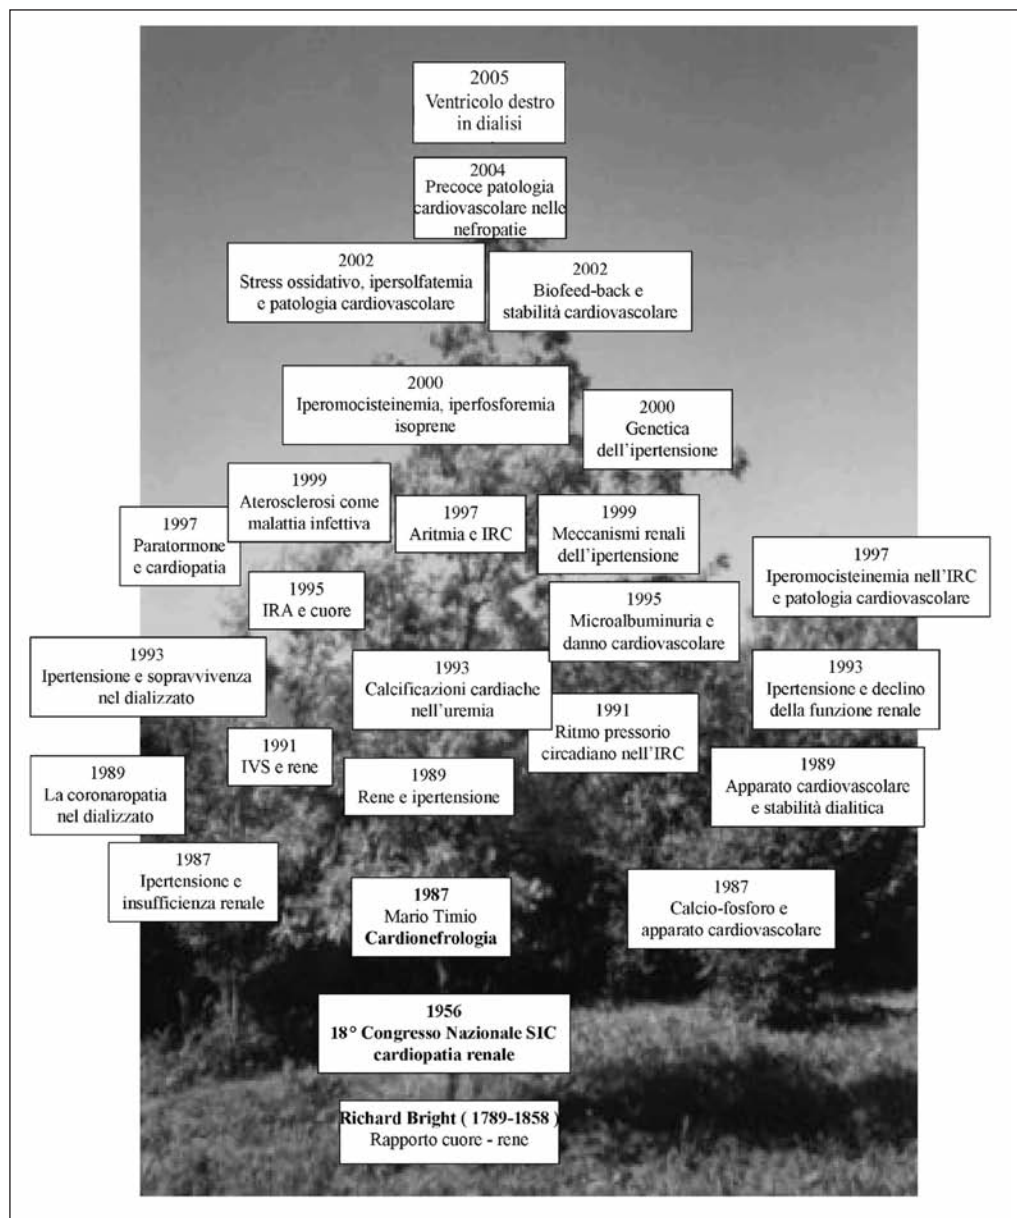 2005
Ventricolo destro
in dialisi
2004
Precoce patologia
cardiovascolare nelle
nefropatie
2002
Stress ossidativo, ipersolfatemia
e patologia cardiovascolare
2002
Biofeed-back e
stabilità cardiovascolare
2000
Iperomocisteinemia, iperfosforemia
isoprene
2000
Genetica
dell'ipertensione
1999
Aterosclerosi come
malattia infettiva
1997
Paratormone
e cardiopatia
1997
Aritmia e IRC
1999
Meccanismi renali
dell'ipertensione
1997
Iperomocisteinemia nell'IRC
e patologia cardiovascolare
1995
IRA e cuore
1995
Microalbuminuria e
danno cardiovascolare
1993
Ipertensione e sopravvivenza
nel dializzato
1993
Calcificazioni cardiache
nell'uremia
1993
Ipertensione e declino
della funzione renale
1991
Ritmo pressorio
circadiano nell'IRC
1991
IVS e rene
1989
La coronaropatia
nel dializzato
1989
Rene e ipertensione
1989
Apparato cardiovascolare
e stabilità dialitica
1987
Ipertensione e
insufficienza renale
1987
Mario Timio
Cardionefrologia
1987
Calcio-fosforo e
apparato cardiovascolare
1956
18° Congresso Nazionale SIC
cardiopatia renale
Richard Bright ( 1789-1858 )
Rapporto cuore - rene